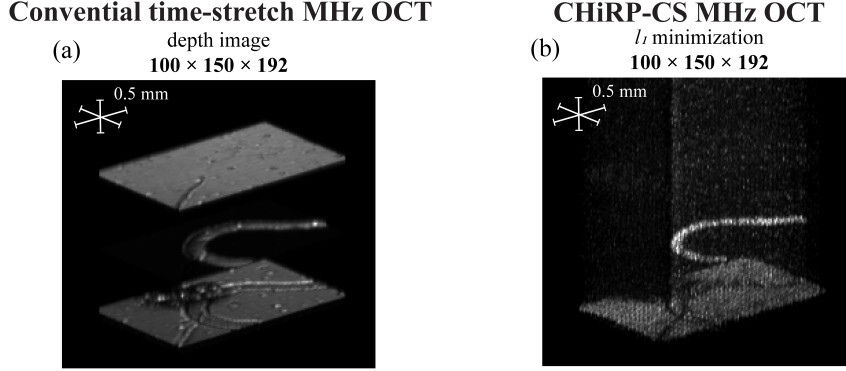 Convential time-stretch MHz OCT
(a)
depth image
100 × 150 × 192
0.5 mm
CHiRP-CS MHz OCT
(b)
l₁ minimization
100 × 150 × 192
0.5 mm